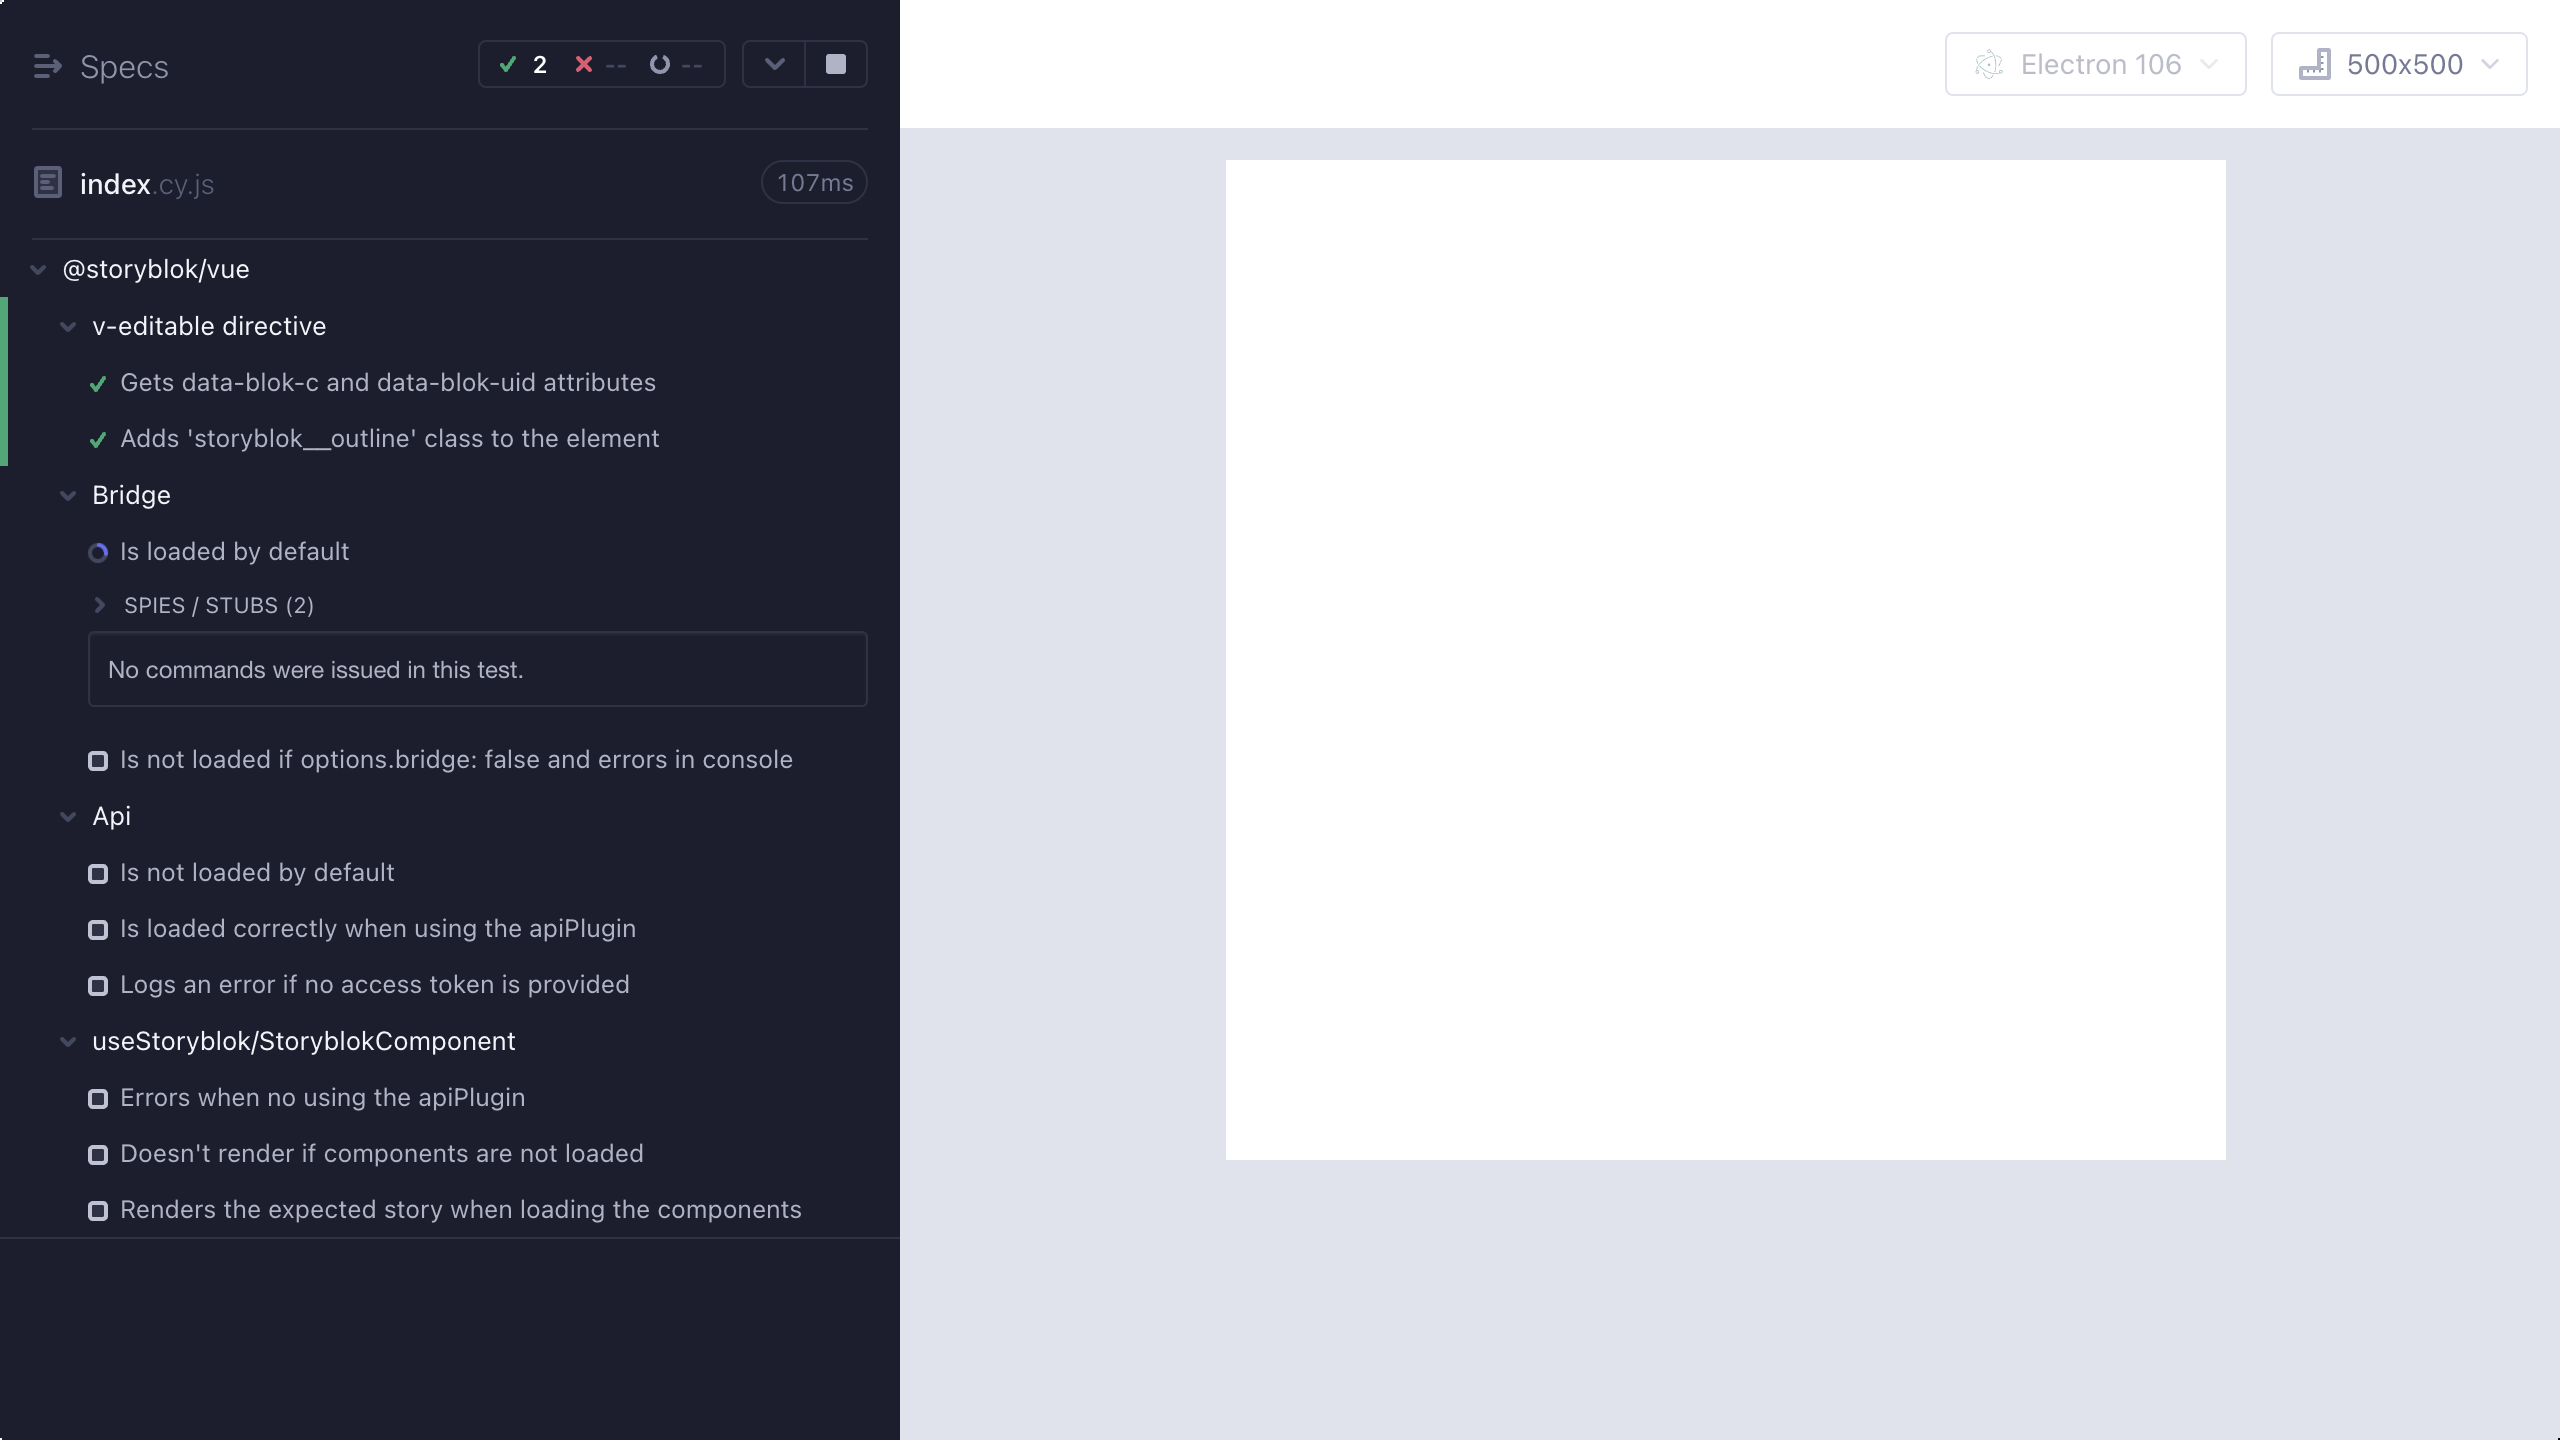 Specs
2 -- --
Electron 106
500x500
index.cy.js
107ms
@storyblok/vue
v-editable directive
Gets data-blok-c and data-blok-uid attributes
Adds 'storyblok__outline' class to the element
Bridge
Is loaded by default
SPIES / STUBS (2)
No commands were issued in this test.
Is not loaded if options.bridge: false and errors in console
Api
Is not loaded by default
Is loaded correctly when using the apiPlugin
Logs an error if no access token is provided
useStoryblok/StoryblokComponent
Errors when no using the apiPlugin
Doesn't render if components are not loaded
Renders the expected story when loading the components